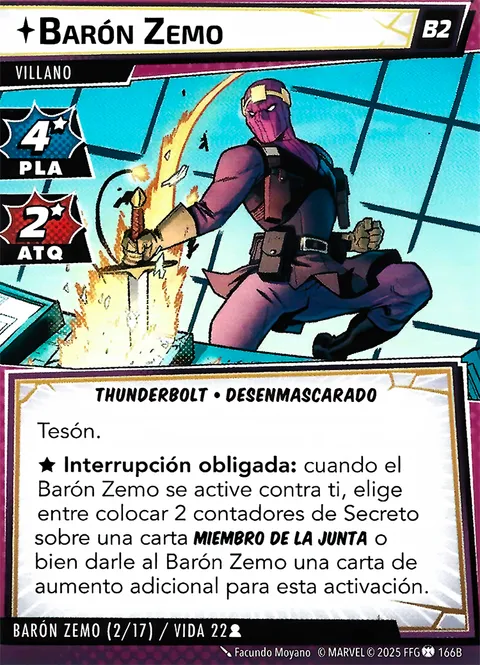 Barón Zemo
B2
VILLANO
4★
PLA
2★
ATQ
THUNDERBOLT • DESENMASCARADO
Tesón.
★ Interrupción obligada: cuando el
Barón Zemo se active contra ti, elige
entre colocar 2 contadores de Secreto
sobre una carta MIEMBRO DE LA JUNTA o
bien darle al Barón Zemo una carta de
aumento adicional para esta activación.
BARÓN ZEMO (2/17) / VIDA 22
Facundo Moyano © MARVEL © 2025 FFG 166B